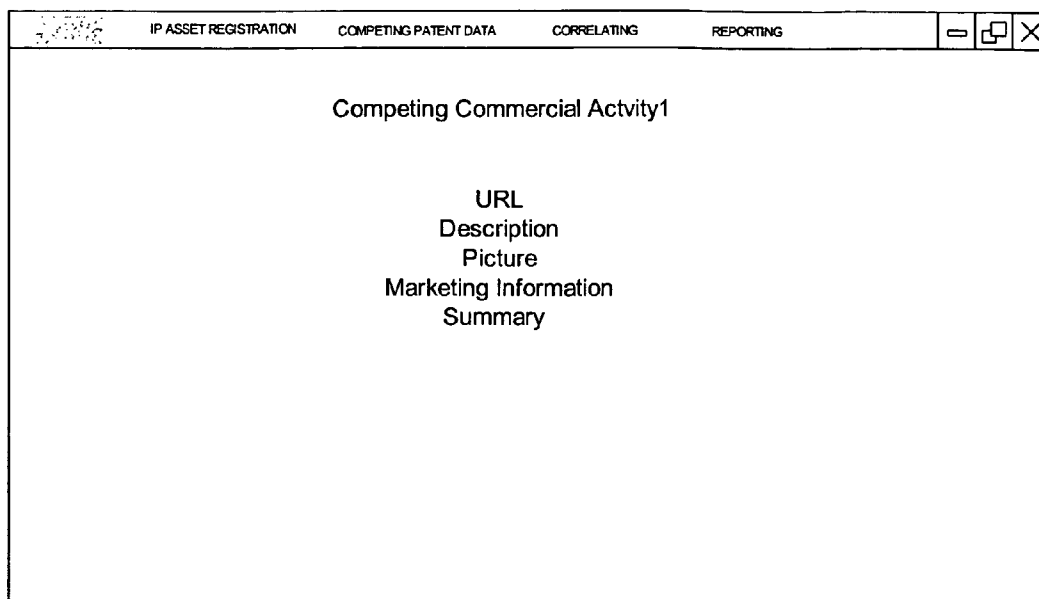 IP ASSET REGISTRATION COMPETING PATENT DATA CORRELATING REPORTING
Competing Commercial Actvity1
URL
Description
Picture
Marketing Information
Summary